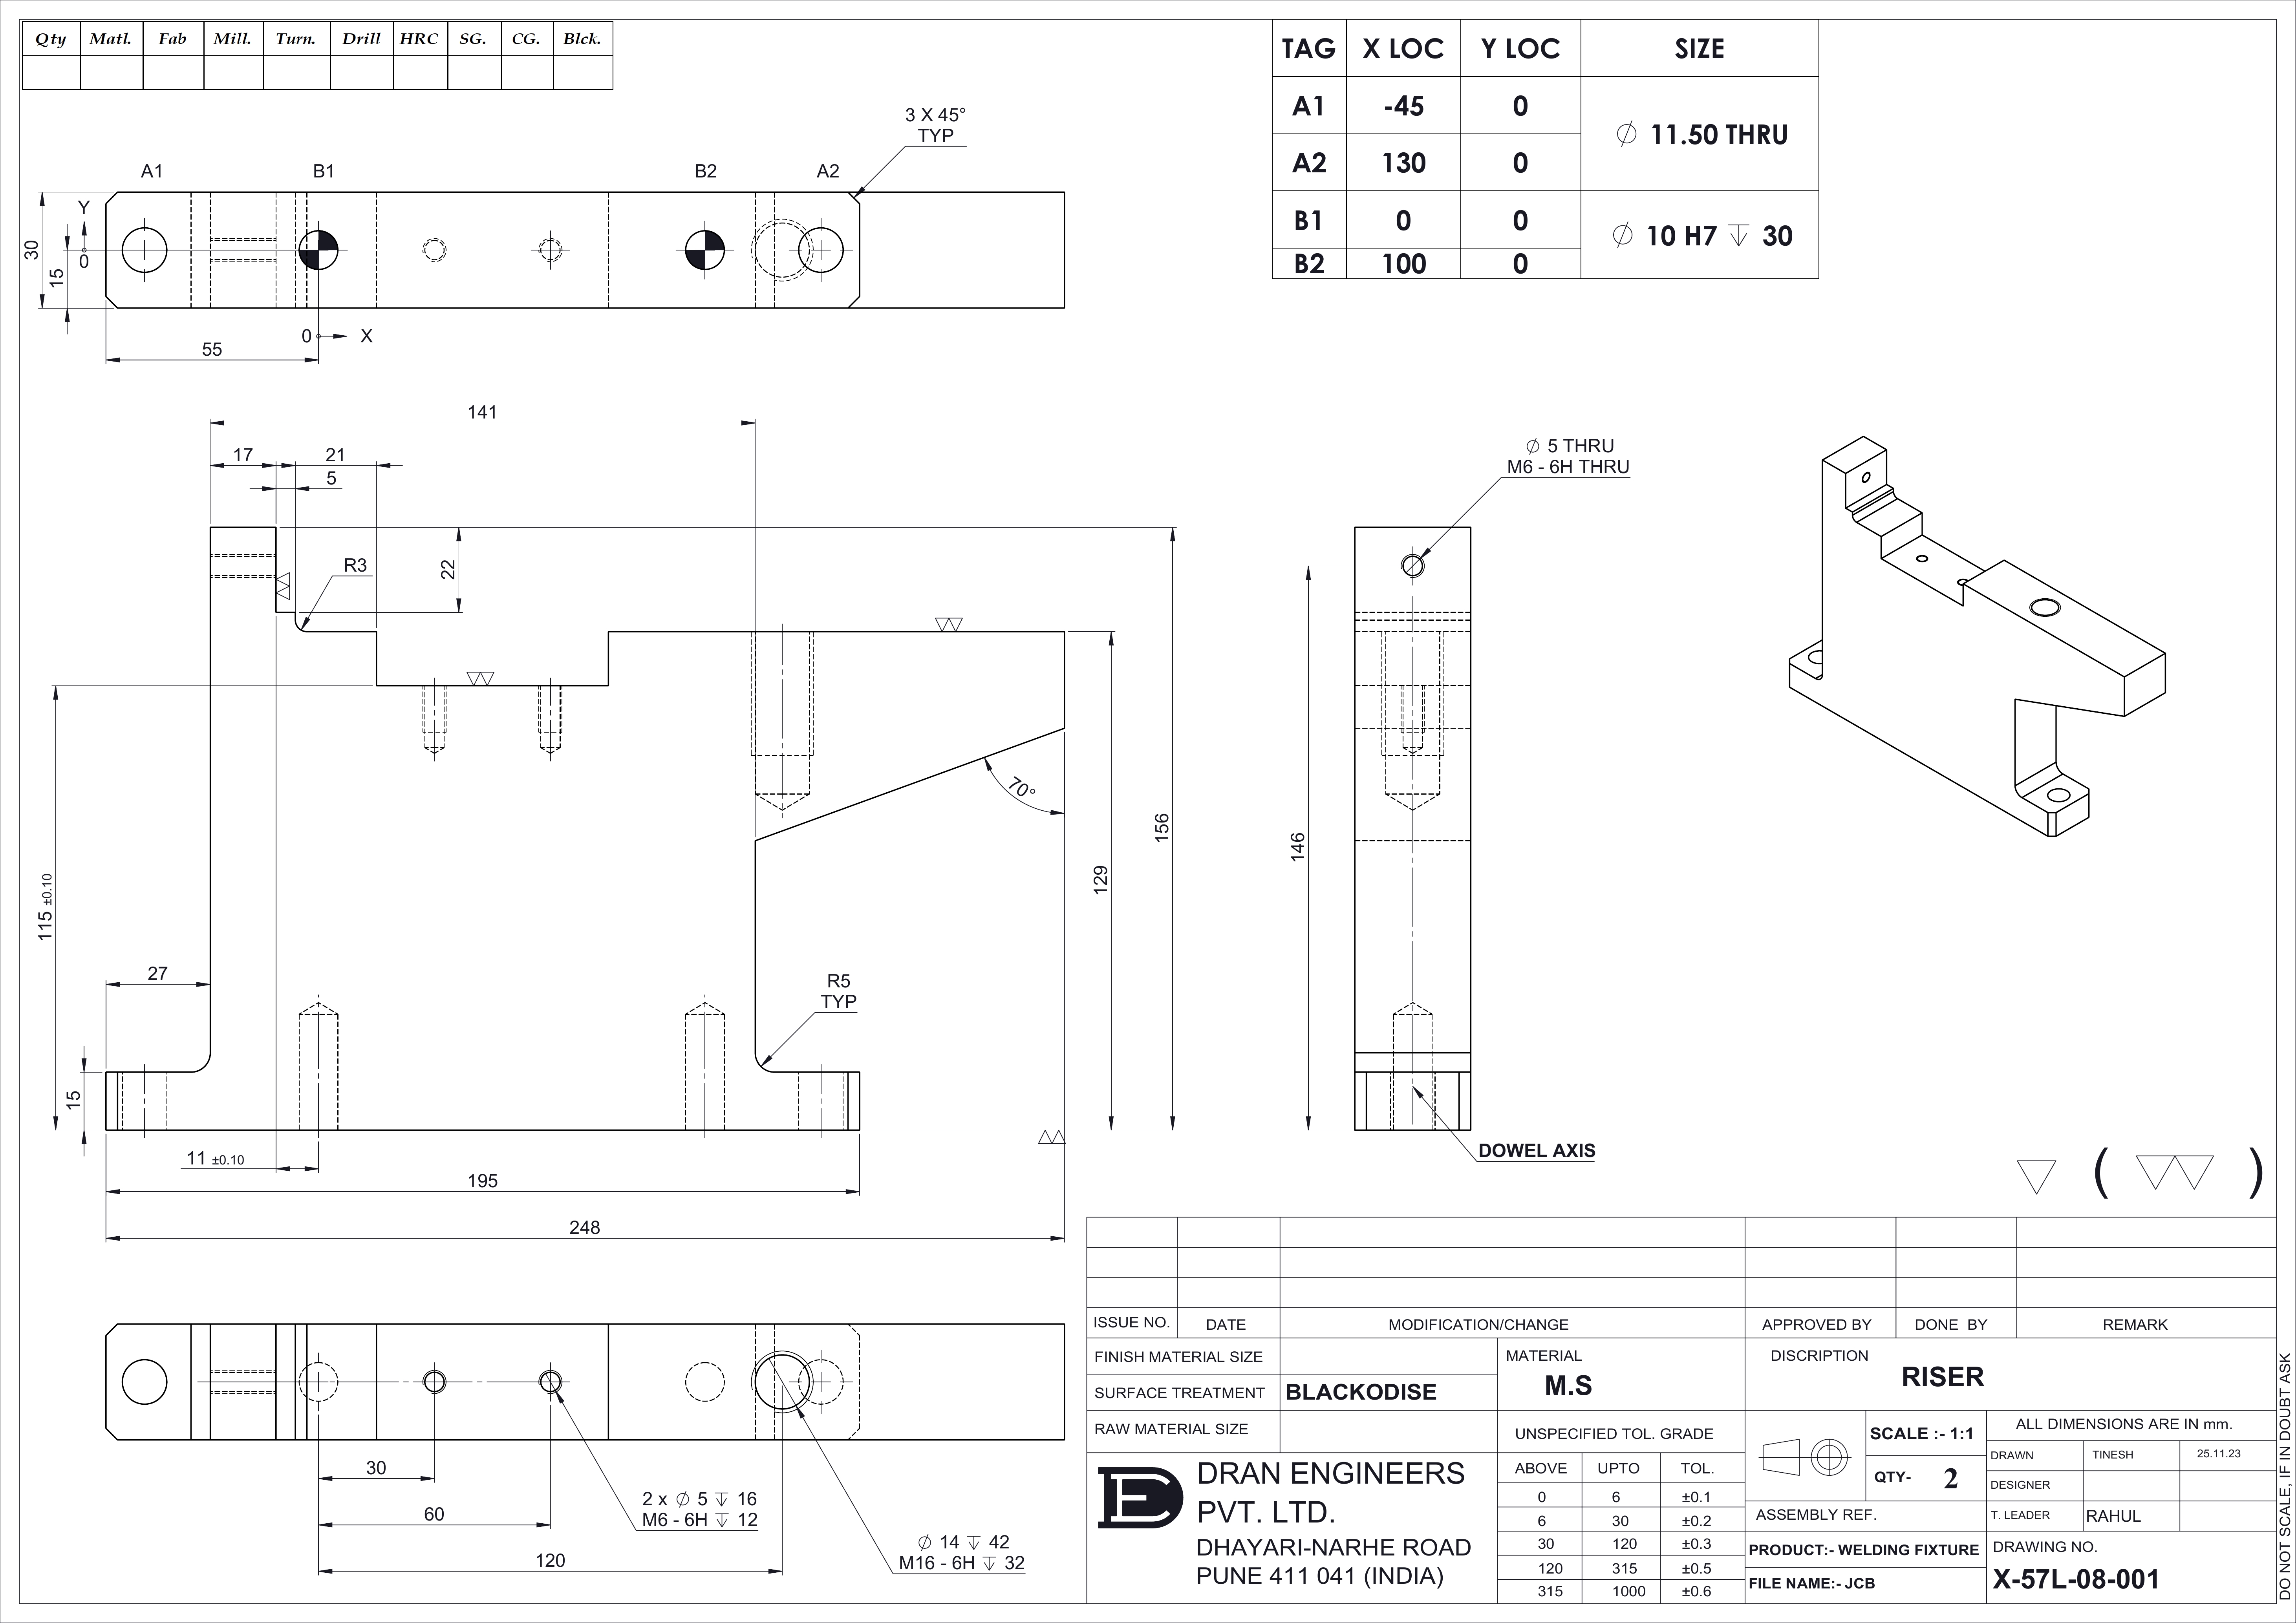 Qty Matl. Fab Mill. Turn. Drill HRC SG. CG. Blck.
TAG X LOC Y LOC SIZE
A1 -45 0 ⌀ 11.50 THRU
A2 130 0
B1 0 0 ⌀ 10 H7 ↧ 30
B2 100 0
3 X 45°
TYP
A1 B1 B2 A2
Y
0
30
15
0 X
55
141
17 21
5
R3
22
70°
156
129
115 ±0.10
27
15
R5
TYP
11 ±0.10
195
248
⌀ 5 THRU
M6 - 6H THRU
146
DOWEL AXIS
( )
30
60
120
2 x ⌀ 5 ↧ 16
M6 - 6H ↧ 12
⌀ 14 ↧ 42
M16 - 6H ↧ 32
ISSUE NO. DATE MODIFICATION/CHANGE APPROVED BY DONE BY REMARK
FINISH MATERIAL SIZE
SURFACE TREATMENT BLACKODISE
RAW MATERIAL SIZE
MATERIAL
M.S
DISCRIPTION
RISER
UNSPECIFIED TOL. GRADE
ABOVE UPTO TOL.
0 6 ±0.1
6 30 ±0.2
30 120 ±0.3
120 315 ±0.5
315 1000 ±0.6
DE
DRAN ENGINEERS
PVT. LTD.
DHAYARI-NARHE ROAD
PUNE 411 041 (INDIA)
SCALE :- 1:1
QTY- 2
ALL DIMENSIONS ARE IN mm.
DRAWN TINESH 25.11.23
DESIGNER
T. LEADER RAHUL
ASSEMBLY REF.
PRODUCT:- WELDING FIXTURE
FILE NAME:- JCB
DRAWING NO.
X-57L-08-001
DO NOT SCALE, IF IN DOUBT ASK